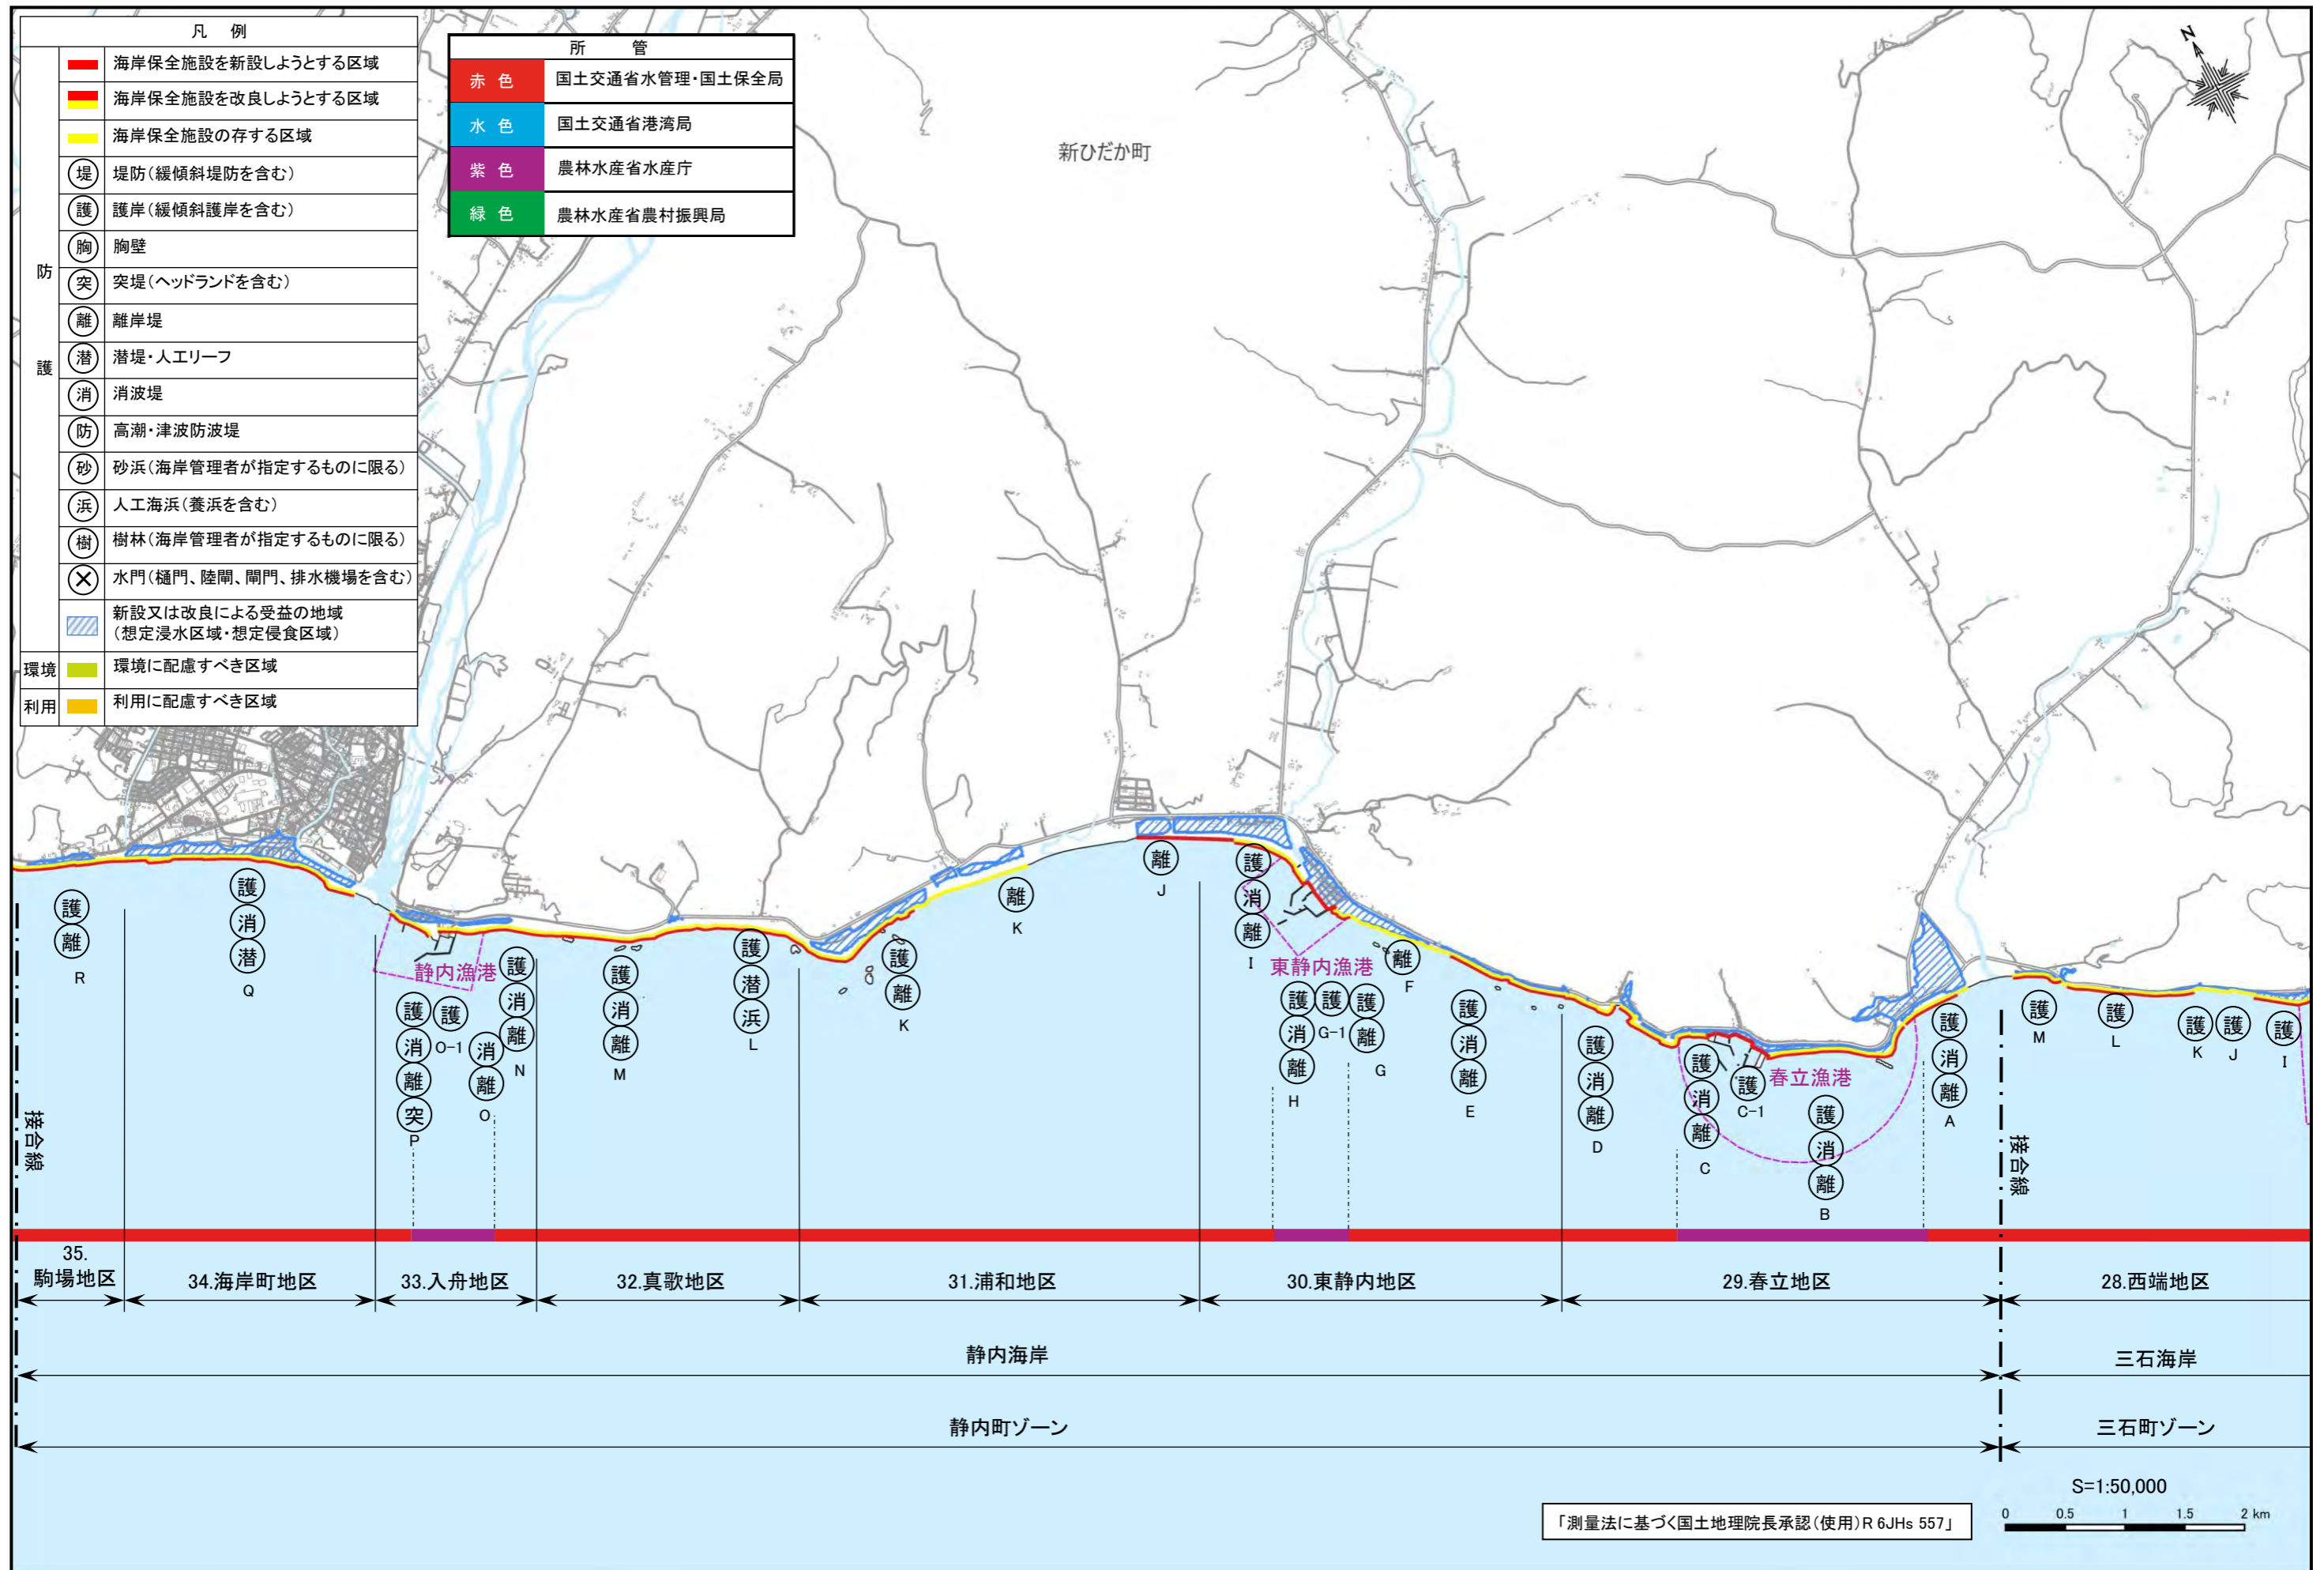 凡 例
防
護
海岸保全施設を新設しようとする区域
海岸保全施設を改良しようとする区域
海岸保全施設の存する区域
堤 堤防(緩傾斜堤防を含む)
護 護岸(緩傾斜護岸を含む)
胸 胸壁
突 突堤(ヘッドランドを含む)
離 離岸堤
潜 潜堤・人工リーフ
消 消波堤
防 高潮・津波防波堤
砂 砂浜(海岸管理者が指定するものに限る)
浜 人工海浜(養浜を含む)
樹 樹林(海岸管理者が指定するものに限る)
水門(樋門、陸閘、閘門、排水機場を含む)
新設又は改良による受益の地域
(想定浸水区域・想定侵食区域)
環境 環境に配慮すべき区域
利用 利用に配慮すべき区域
所 管
赤 色 国土交通省水管理・国土保全局
水 色 国土交通省港湾局
紫 色 農林水産省水産庁
緑 色 農林水産省農村振興局
新ひだか町
N
護
離
R
護
消
潜
Q
静内漁港
護
消
離
突
P
護
O-1
消
離
O
護
消
離
N
護
消
離
M
護
潜
浜
L
護
離
K
離
K
離
J
護
消
離
I
東静内漁港
護
消
離
H
護
G-1
護
離
G
離
F
護
消
離
E
護
消
離
D
護
消
離
C
護
C-1
春立漁港
護
消
離
B
護
消
離
A
護
M
護
L
護
K
護
J
護
I
接合線
接合線
35.
駒場地区
34.海岸町地区
33.入舟地区
32.真歌地区
31.浦和地区
30.東静内地区
29.春立地区
28.西端地区
静内海岸
三石海岸
静内町ゾーン
三石町ゾーン
S=1:50,000
0 0.5 1 1.5 2 km
「測量法に基づく国土地理院長承認(使用)R 6JHs 557」